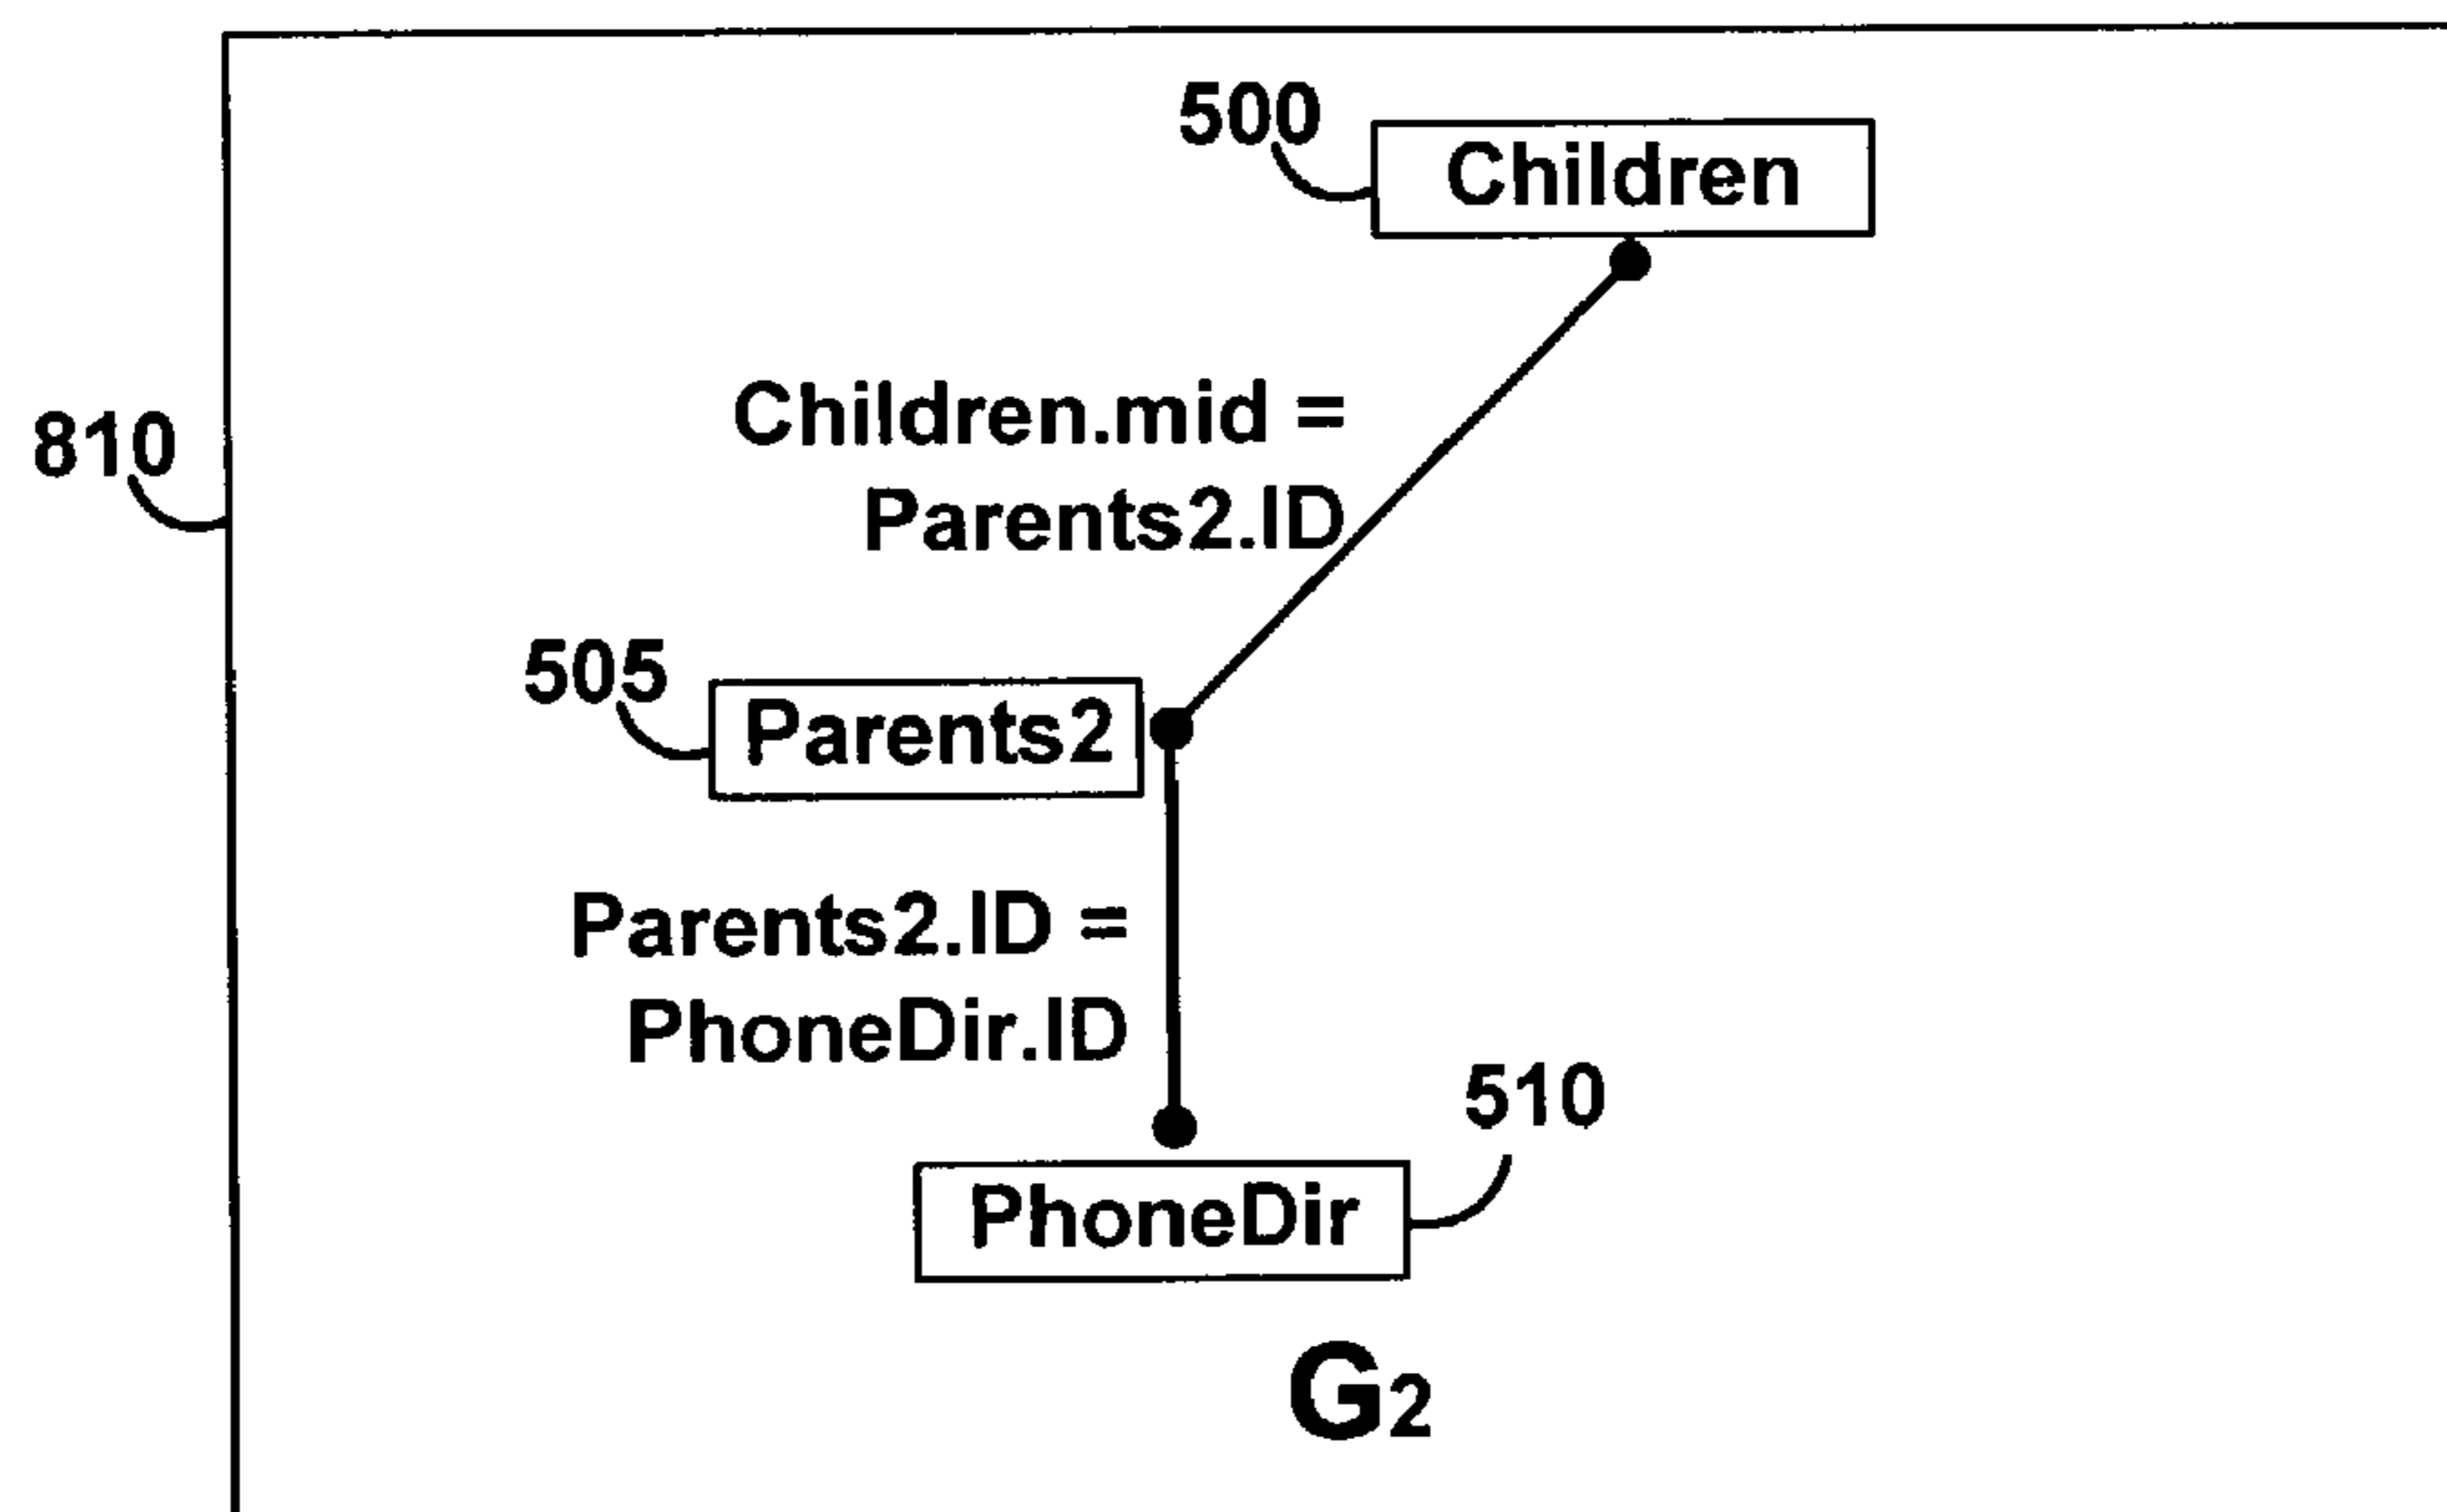 500
Children
Children.mid =
Parents2.ID
810
505
Parents2
Parents2.ID =
PhoneDir.ID
510
PhoneDir
G2